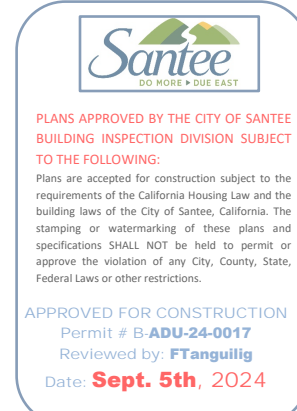 Santee
DO MORE ▸ DUE EAST
PLANS APPROVED BY THE CITY OF SANTEE
BUILDING INSPECTION DIVISION SUBJECT
TO THE FOLLOWING:
Plans are accepted for construction subject to the
requirements of the California Housing Law and the
building laws of the City of Santee, California. The
stamping or watermarking of these plans and
specifications SHALL NOT be held to permit or
approve the violation of any City, County, State,
Federal Laws or other restrictions.
APPROVED FOR CONSTRUCTION
Permit # B-ADU-24-0017
Reviewed by: FTanguilig
Date: Sept. 5th, 2024